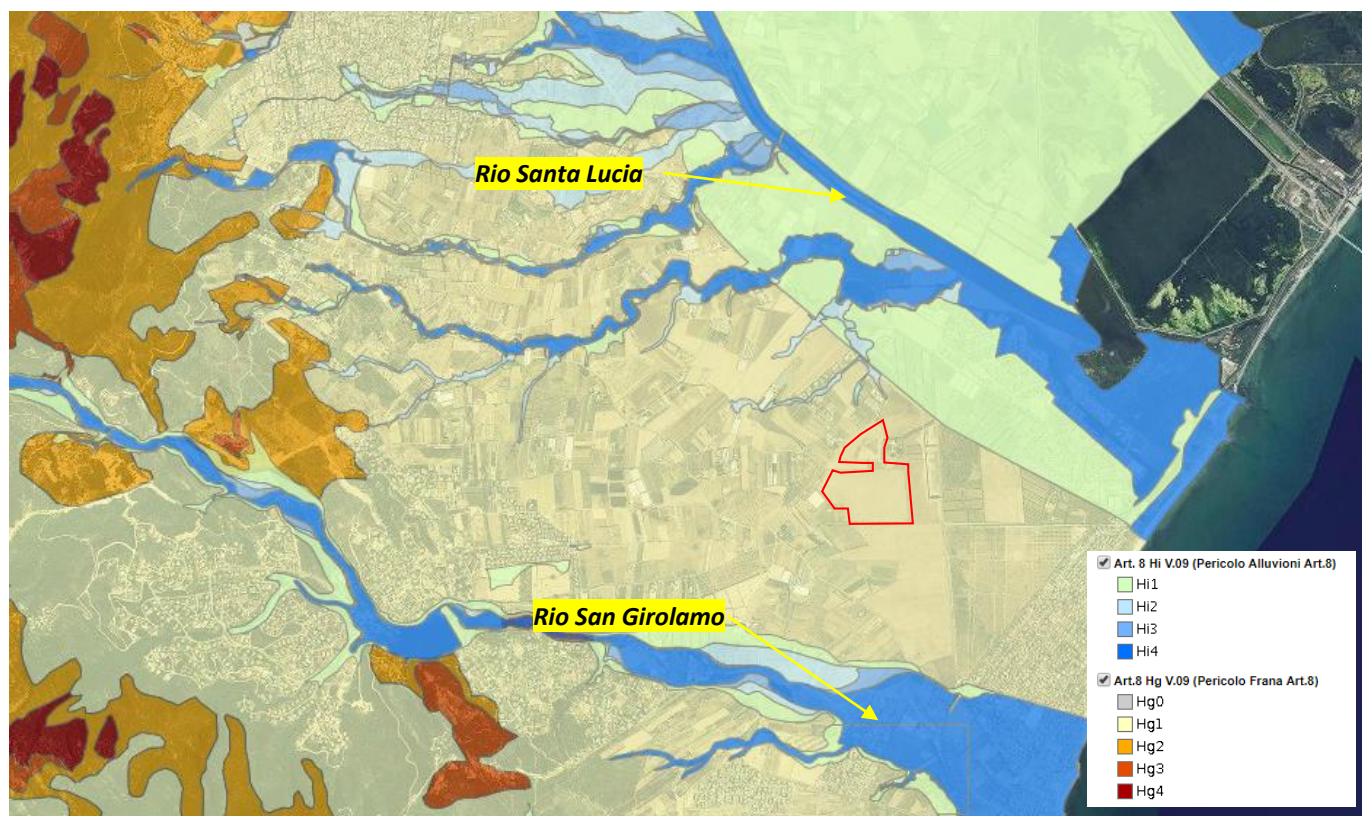 Rio Santa Lucia
Rio San Girolamo
Art. 8 Hi V.09 (Pericolo Alluvioni Art.8)
Hi1
Hi2
Hi3
Hi4
Art.8 Hg V.09 (Pericolo Frana Art.8)
Hg0
Hg1
Hg2
Hg3
Hg4